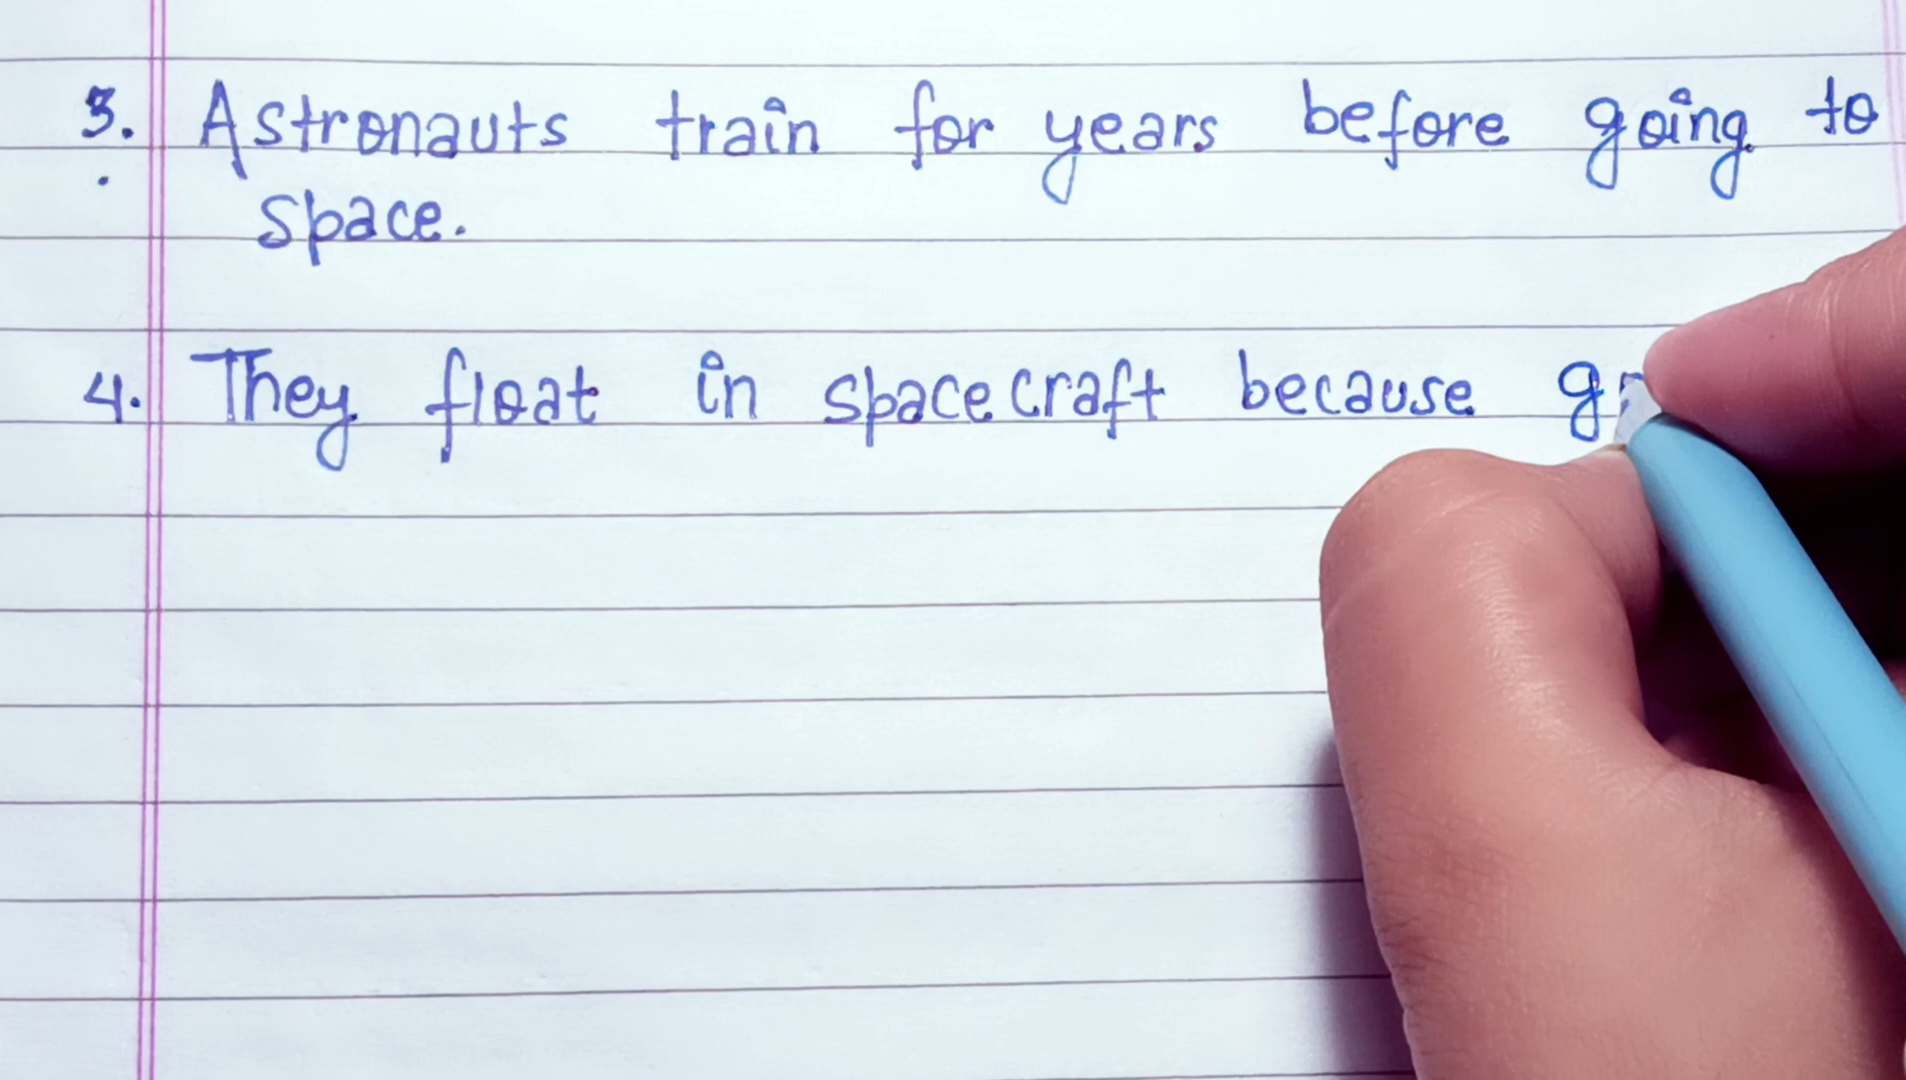 3. Astronauts train for years before going to
space.
4. They float in spacecraft because